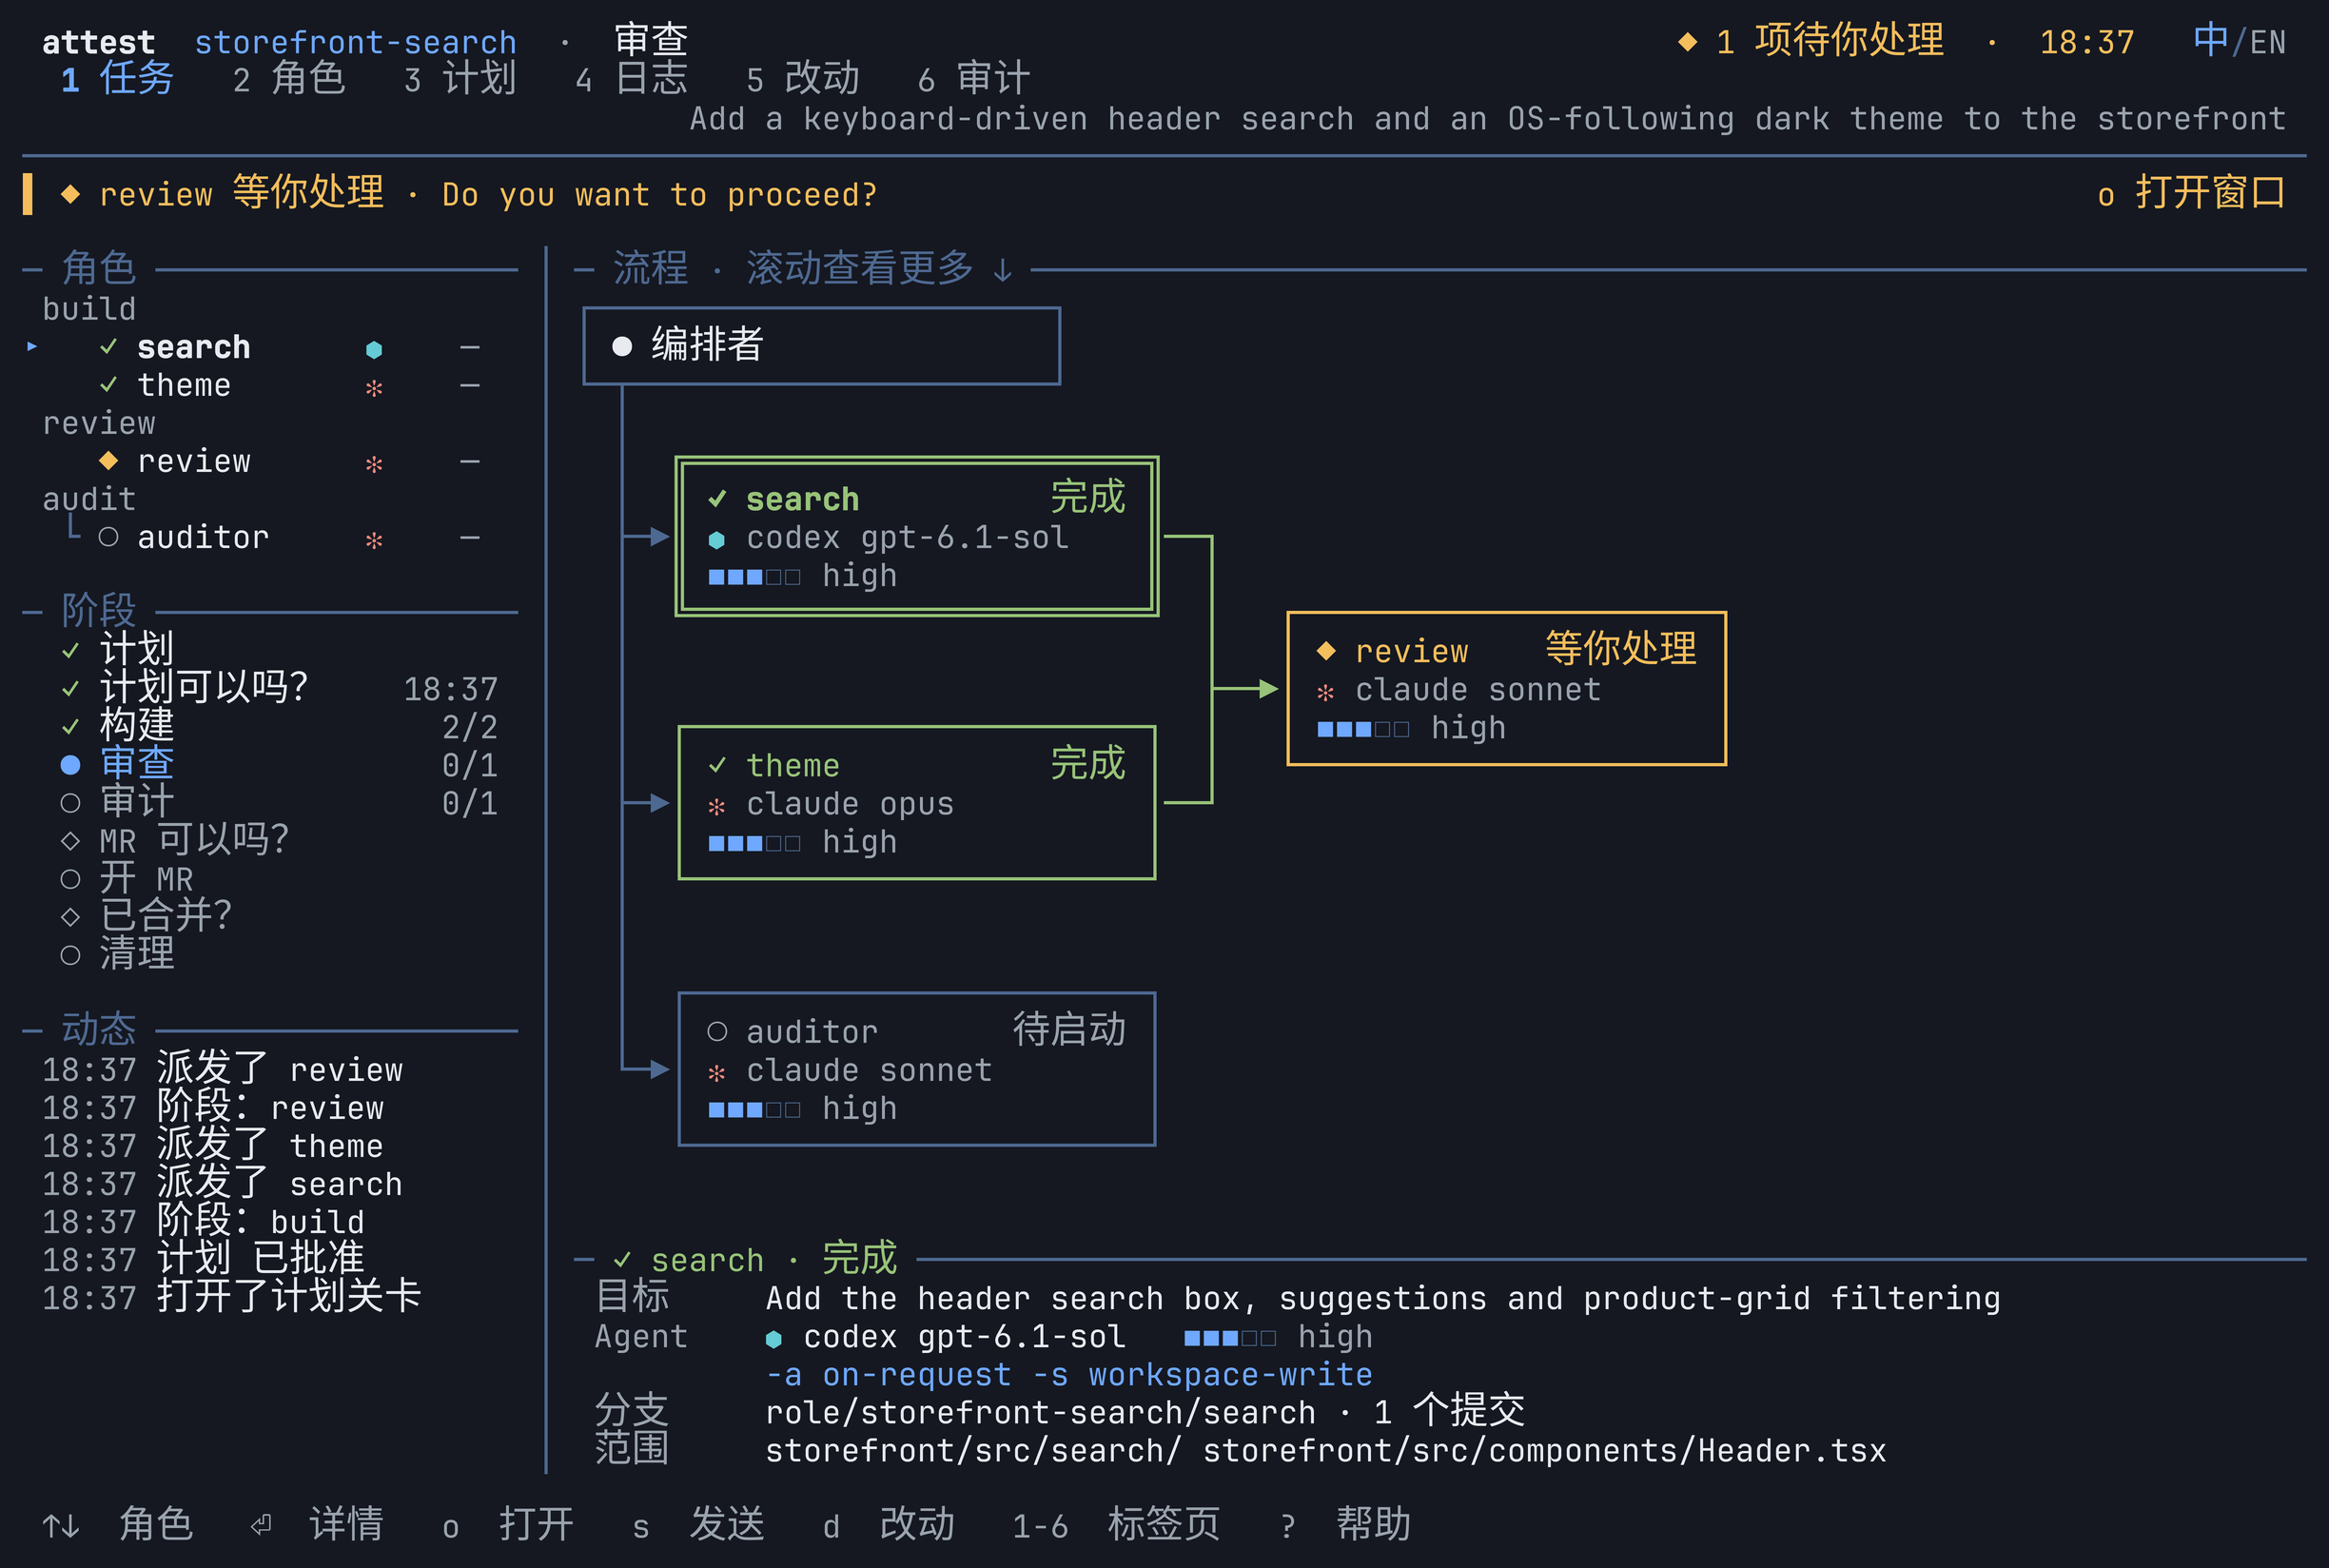 attest storefront-search · 审查 ◆ 1 项待你处理 · 18:37 中/EN
1 任务 2 角色 3 计划 4 日志 5 改动 6 审计
Add a keyboard-driven header search and an OS-following dark theme to the storefront
◆ review 等你处理 · Do you want to proceed? o 打开窗口
角色
build
▸ ✓ search ⬢ —
✓ theme ✻ —
review
◆ review ✻ —
audit
└ ○ auditor ✻ —
阶段
✓ 计划
✓ 计划可以吗? 18:37
✓ 构建 2/2
● 审查 0/1
○ 审计 0/1
◇ MR 可以吗?
○ 开 MR
◇ 已合并?
○ 清理
动态
18:37 派发了 review
18:37 阶段: review
18:37 派发了 theme
18:37 派发了 search
18:37 阶段: build
18:37 计划 已批准
18:37 打开了计划关卡
流程 · 滚动查看更多 ↓
● 编排者
✓ search 完成
⬢ codex gpt-6.1-sol
■■■□□ high
✓ theme 完成
✻ claude opus
■■■□□ high
◆ review 等你处理
✻ claude sonnet
■■■□□ high
○ auditor 待启动
✻ claude sonnet
■■■□□ high
✓ search · 完成
目标 Add the header search box, suggestions and product-grid filtering
Agent ⬢ codex gpt-6.1-sol ■■■□□ high
-a on-request -s workspace-write
分支 role/storefront-search/search · 1 个提交
范围 storefront/src/search/ storefront/src/components/Header.tsx
↑↓ 角色 ⏎ 详情 o 打开 s 发送 d 改动 1-6 标签页 ? 帮助